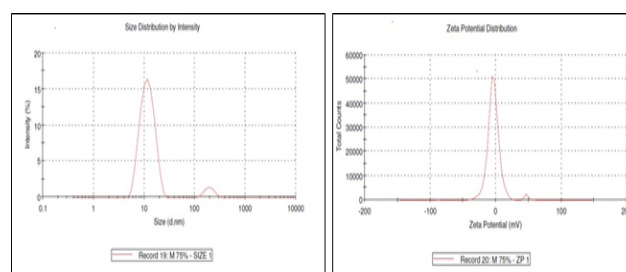 Size Distribution by Intensity
20
15
10
5
0
0.1
1
10
100
1000
10000
Intensity (%)
Size (d.nm)
Record 19: M 75% - SIZE 1
Zeta Potential Distribution
60000
50000
40000
30000
20000
10000
0
-200
-100
0
100
200
Total Counts
Zeta Potential (mV)
Record 20: M 75% - ZP 1